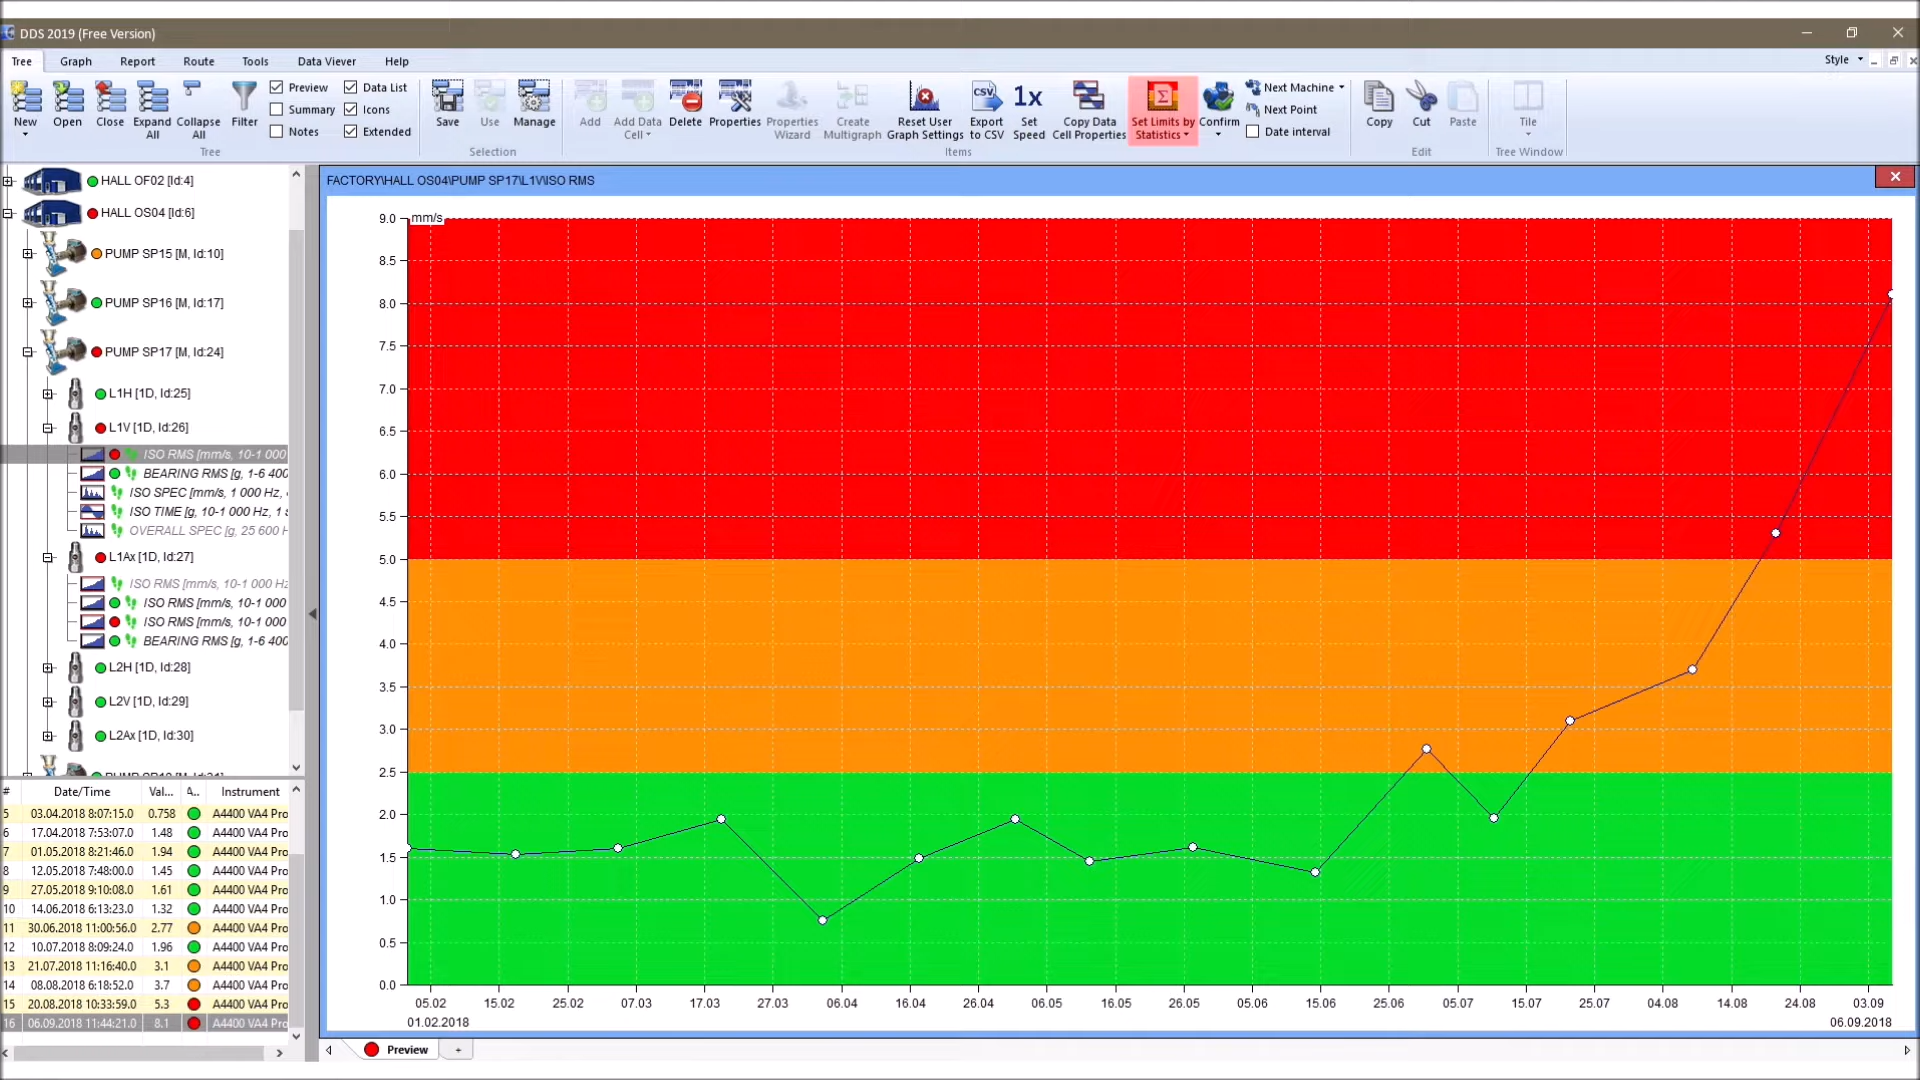 DDS 2019 (Free Version)
Tree Graph Report Route Tools Data Viewer Help Style
New Open Close Expand All Collapse All Filter
Preview Data List
Summary Icons
Notes Extended
Tree
Save Use Manage
Selection
Add Add Data Cell Delete Properties Properties Wizard Create Multigraph Reset User Graph Settings Export to CSV Set Speed Copy Data Cell Properties Set Limits by Statistics Confirm
CSV 1x
Next Machine
Next Point
Date interval
Items
Copy Cut Paste
Edit
Tile
Tree Window
HALL OF02 [Id:4]
HALL OS04 [Id:6]
PUMP SP15 [M, Id:10]
PUMP SP16 [M, Id:17]
PUMP SP17 [M, Id:24]
L1H [1D, Id:25]
L1V [1D, Id:26]
ISO RMS [mm/s, 10-1 000
BEARING RMS [g, 1-6 400
ISO SPEC [mm/s, 1 000 Hz,
ISO TIME [g, 10-1 000 Hz, 1 s
OVERALL SPEC [g, 25 600 H
L1Ax [1D, Id:27]
ISO RMS [mm/s, 10-1 000 Hz
ISO RMS [mm/s, 10-1 000
ISO RMS [mm/s, 10-1 000
BEARING RMS [g, 1-6 400
L2H [1D, Id:28]
L2V [1D, Id:29]
L2Ax [1D, Id:30]
# Date/Time Val... A.. Instrument
5 03.04.2018 8:07:15.0 0.758 A4400 VA4 Pro
6 17.04.2018 7:53:07.0 1.48 A4400 VA4 Pro
7 01.05.2018 8:21:46.0 1.94 A4400 VA4 Pro
8 12.05.2018 7:48:00.0 1.45 A4400 VA4 Pro
9 27.05.2018 9:10:08.0 1.61 A4400 VA4 Pro
10 14.06.2018 6:13:23.0 1.32 A4400 VA4 Pro
11 30.06.2018 11:00:56.0 2.77 A4400 VA4 Pro
12 10.07.2018 8:09:24.0 1.96 A4400 VA4 Pro
13 21.07.2018 11:16:40.0 3.1 A4400 VA4 Pro
14 08.08.2018 6:18:52.0 3.7 A4400 VA4 Pro
15 20.08.2018 10:33:59.0 5.3 A4400 VA4 Pro
16 06.09.2018 11:44:21.0 8.1 A4400 VA4 Pro
FACTORY\HALL OS04\PUMP SP17\L1V\ISO RMS
mm/s
9.0
8.5
8.0
7.5
7.0
6.5
6.0
5.5
5.0
4.5
4.0
3.5
3.0
2.5
2.0
1.5
1.0
0.5
0.0
05.02 15.02 25.02 07.03 17.03 27.03 06.04 16.04 26.04 06.05 16.05 26.05 05.06 15.06 25.06 05.07 15.07 25.07 04.08 14.08 24.08 03.09
01.02.2018 06.09.2018
Preview +